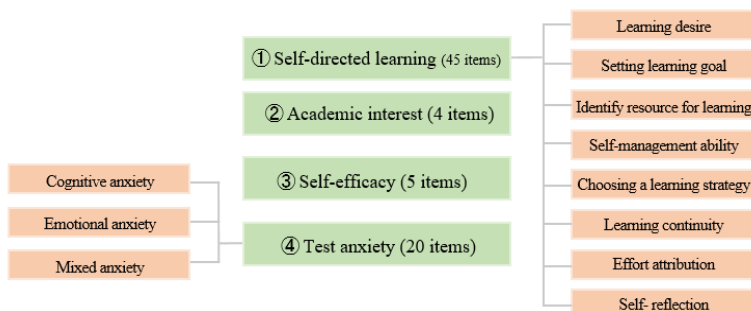 ① Self-directed learning (45 items)
② Academic interest (4 items)
③ Self-efficacy (5 items)
④ Test anxiety (20 items)
Cognitive anxiety
Emotional anxiety
Mixed anxiety
Learning desire
Setting learning goal
Identify resource for learning
Self-management ability
Choosing a learning strategy
Learning continuity
Effort attribution
Self- reflection